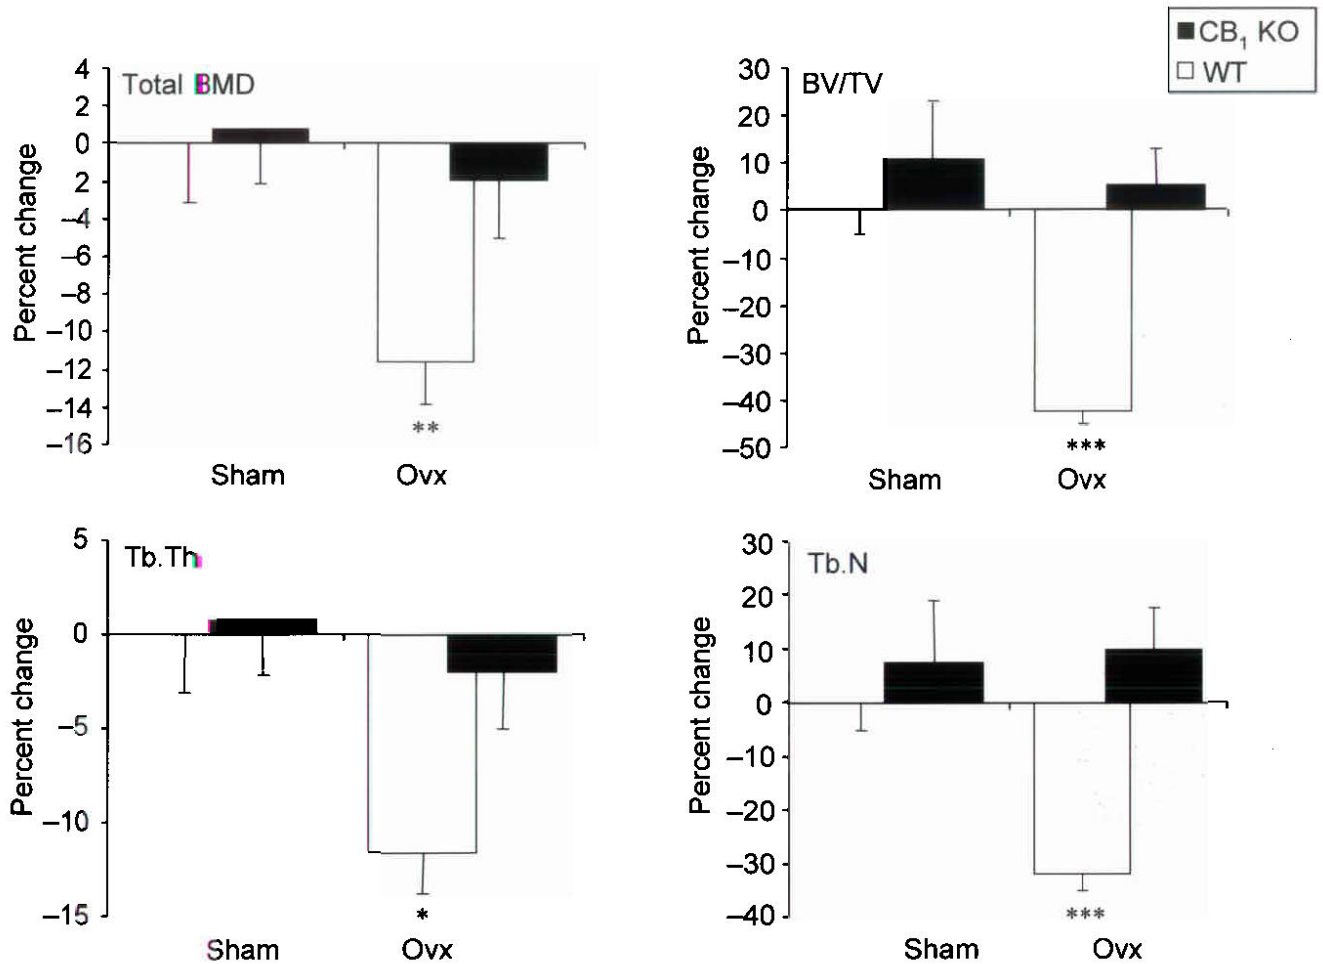 CB1 KO
WT
Total BMD
Percent change
4
2
0
2
–4
–6
–8
–10
–12
–14
–16
**
Sham
Ovx
BV/TV
Percent change
30
20
10
0
–10
–20
–30
–40
–50
***
Sham
Ovx
Tb.Th
Percent change
5
0
–5
–10
–15
*
Sham
Ovx
Tb.N
Percent change
30
20
10
0
–10
–20
–30
–40
***
Sham
Ovx